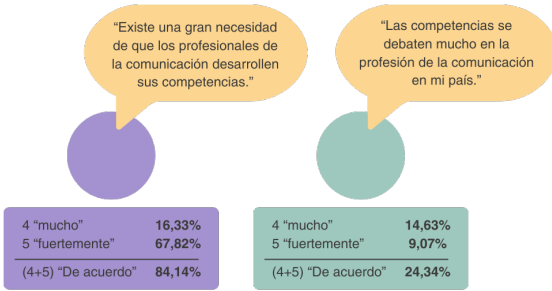 “Existe una gran necesidad
de que los profesionales de
la comunicación desarrollen
sus competencias.”
“Las competencias se
debaten mucho en la
profesión de la comunicación
en mi país.”
4 “mucho” 16,33%
5 “fuertemente” 67,82%
(4+5) “De acuerdo” 84,14%
4 “mucho” 14,63%
5 “fuertemente” 9,07%
(4+5) “De acuerdo” 24,34%